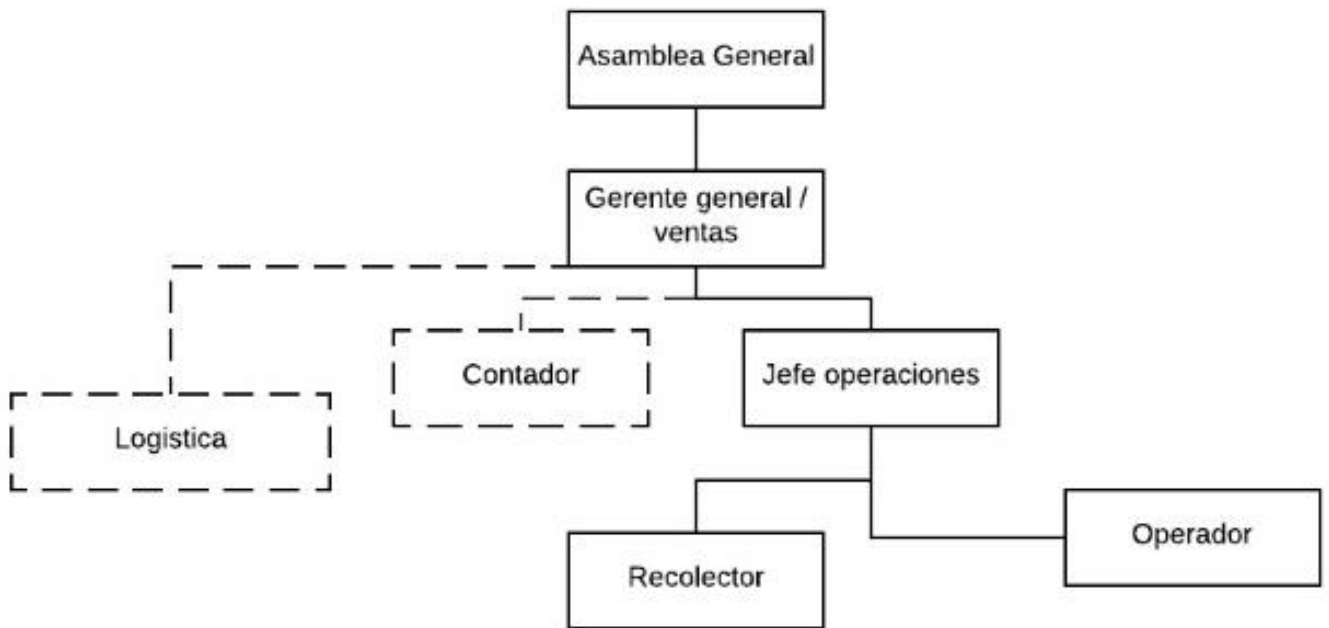 Asamblea General
Gerente general /
ventas
Contador
Jefe operaciones
Logistica
Operador
Recolector